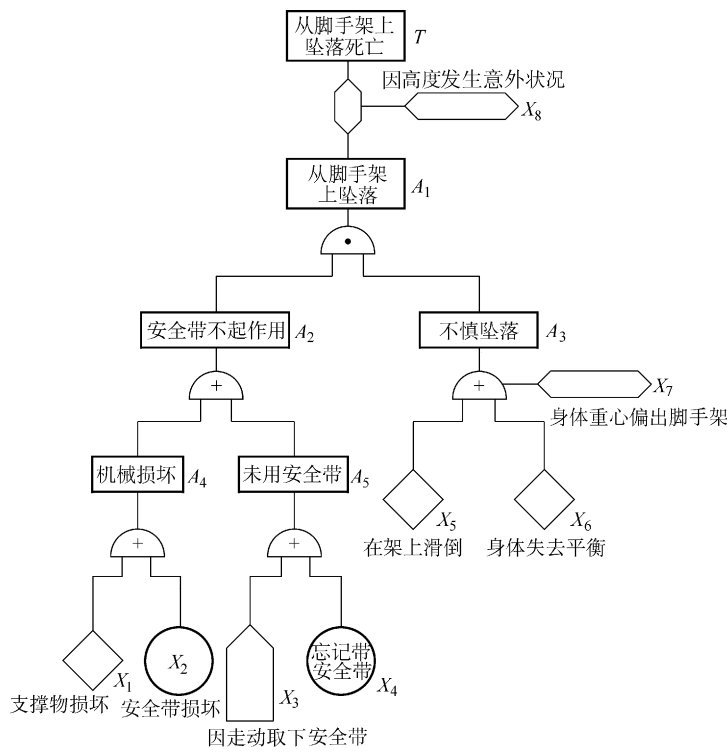 从脚手架上
坠落死亡
T
因高度发生意外状况
X8
从脚手架
上坠落
A1
•
安全带不起作用
A2
不慎坠落
A3
+
+
X7
身体重心偏出脚手架
机械损坏
A4
未用安全带
A5
X5
在架上滑倒
X6
身体失去平衡
+
+
X1
支撑物损坏
X2
安全带损坏
X3
因走动取下安全带
忘记带
安全带
X4